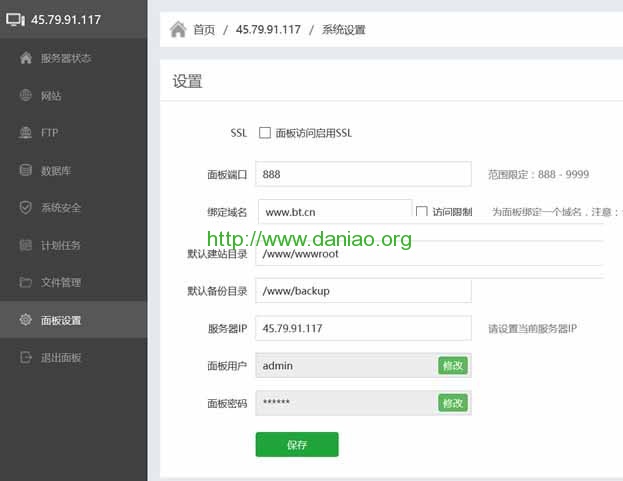 45.79.91.117
首页 / 45.79.91.117 / 系统设置
服务器状态
网站
FTP
数据库
系统安全
计划任务
文件管理
面板设置
退出面板
设置
SSL 面板访问启用SSL
面板端口 888 范围限定：888 - 9999
绑定域名 www.bt.cn 访问限制 为面板绑定一个域名，注意：
http://www.daniao.org
默认建站目录 /www/wwwroot
默认备份目录 /www/backup
服务器IP 45.79.91.117 请设置当前服务器IP
面板用户 admin 修改
面板密码 ****** 修改
保存